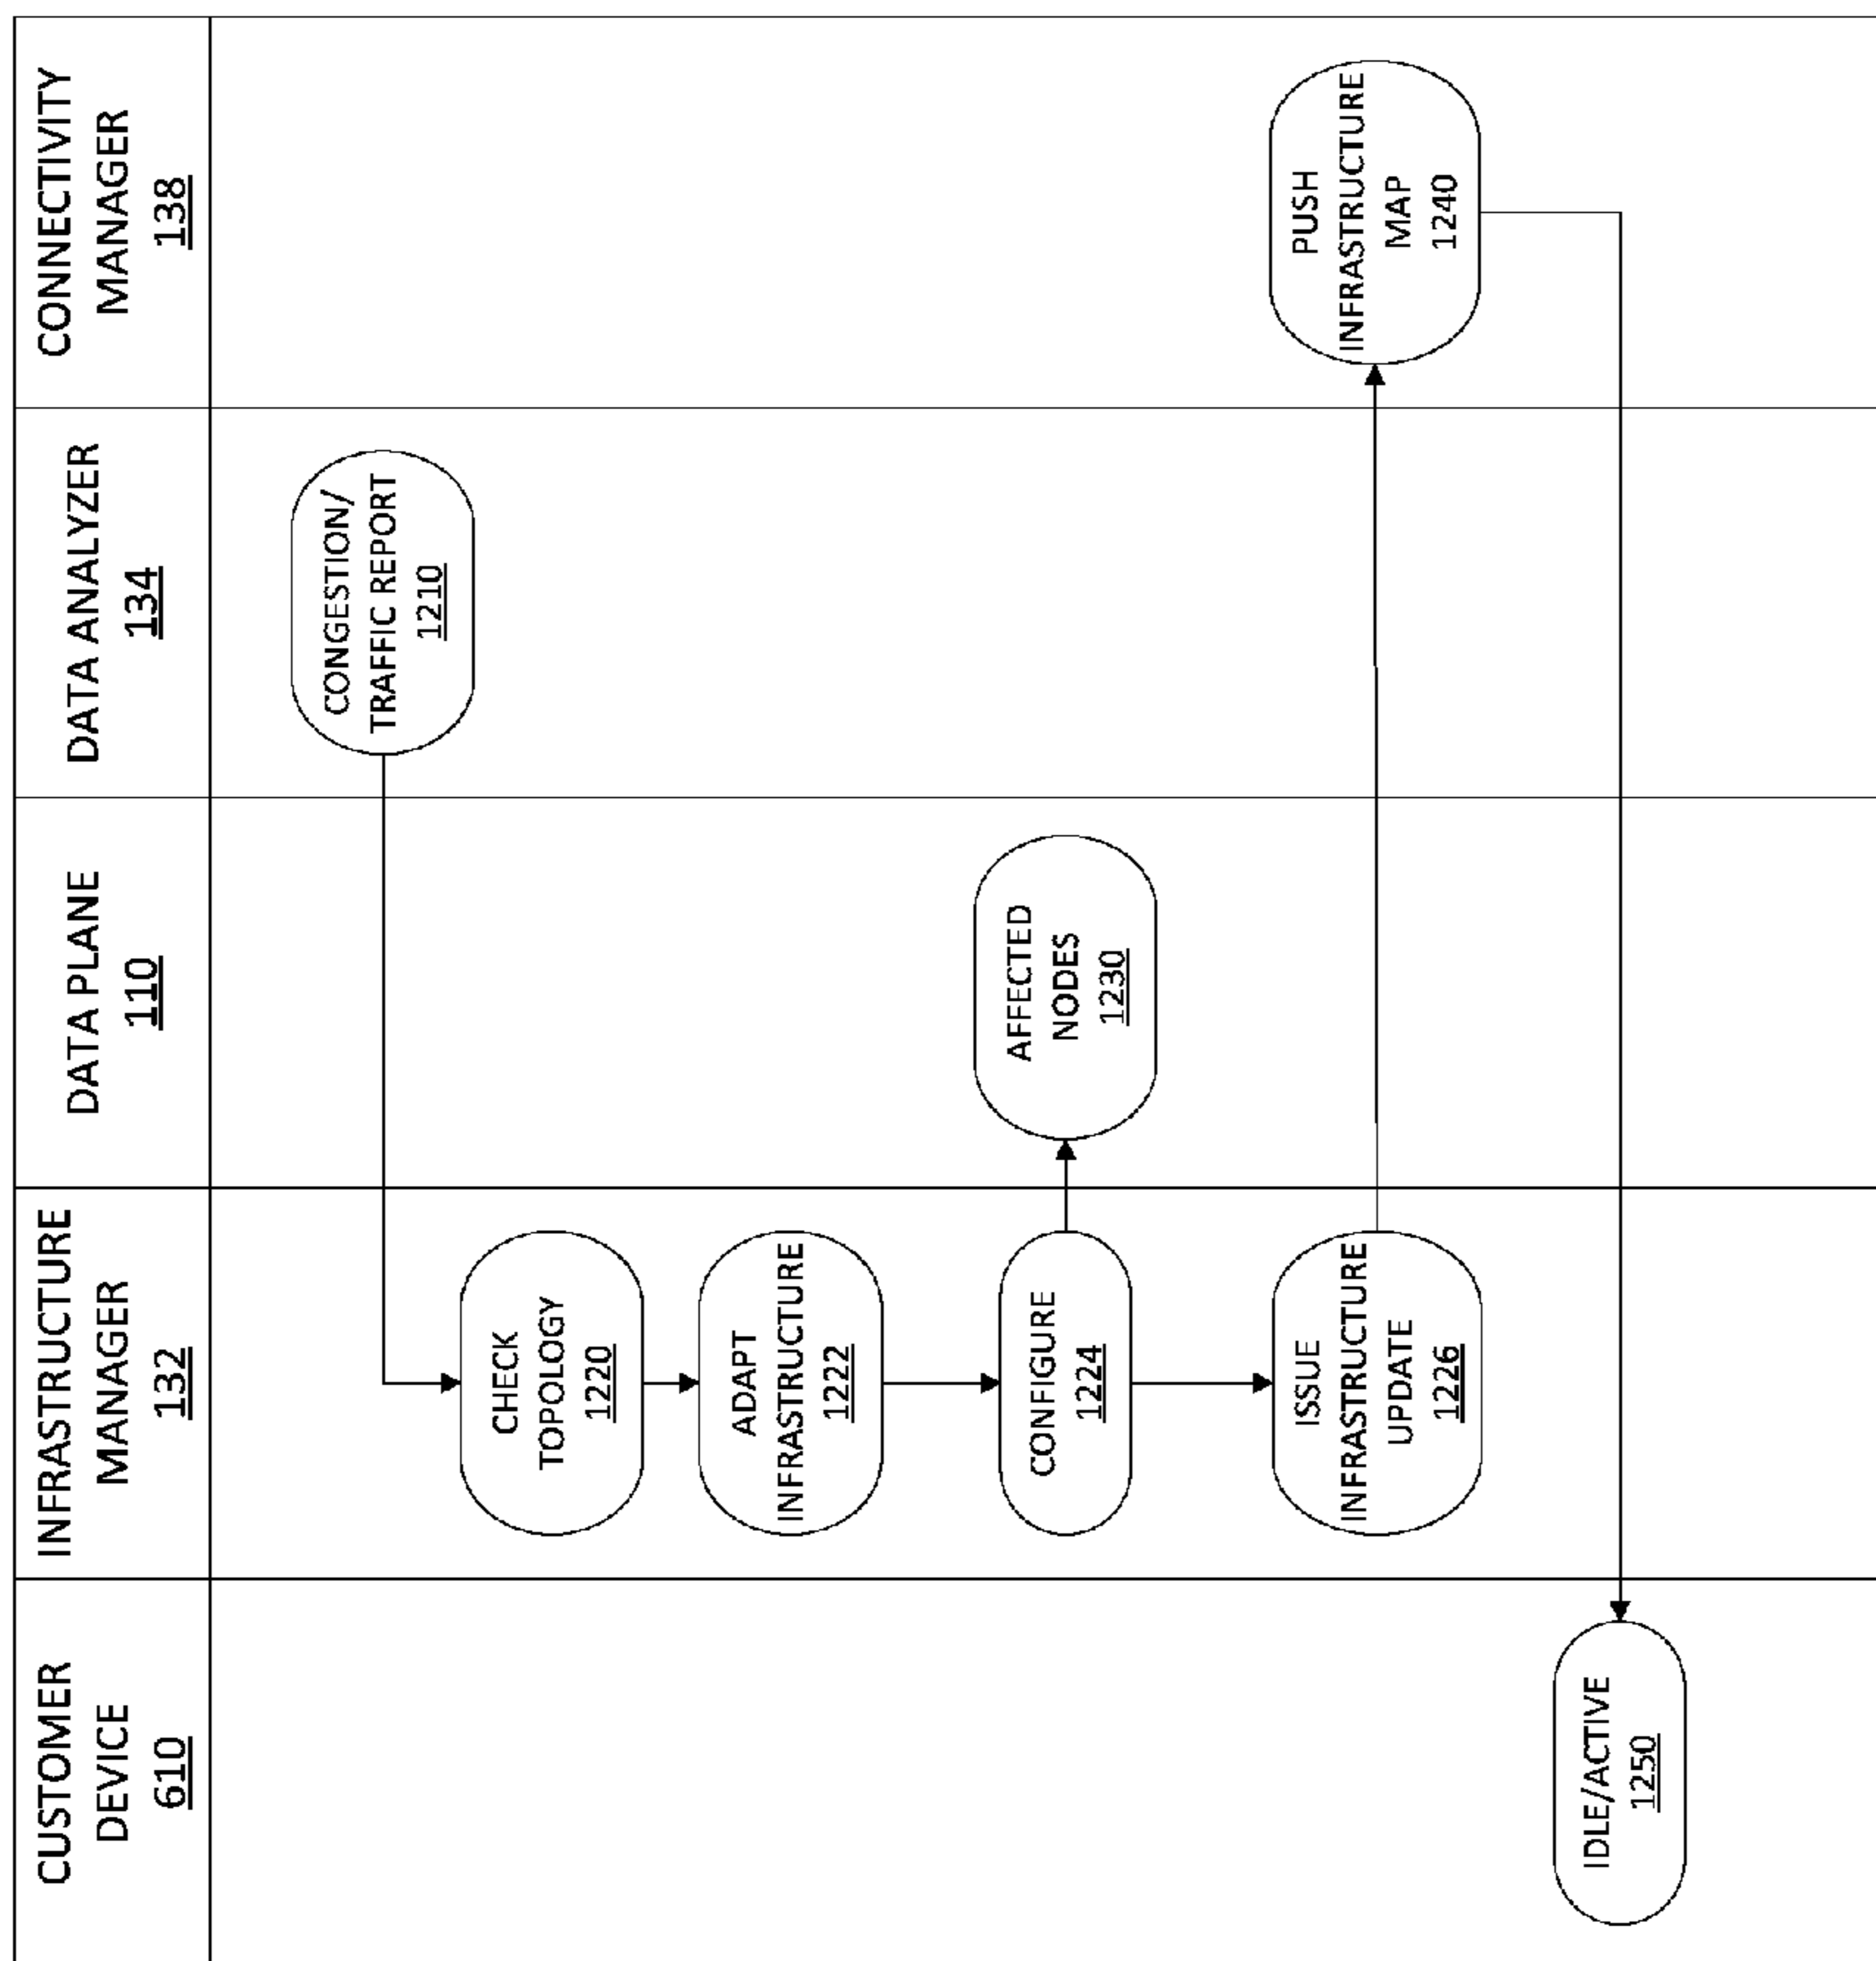 CUSTOMER
DEVICE
610
INFRASTRUCTURE
MANAGER
132
DATA PLANE
110
DATA ANALYZER
134
CONNECTIVITY
MANAGER
138
CONGESTION/
TRAFFIC REPORT
1210
CHECK
TOPOLOGY
1220
ADAPT
INFRASTRUCTURE
1222
CONFIGURE
1224
AFFECTED
NODES
1230
ISSUE
INFRASTRUCTURE
UPDATE
1226
PUSH
INFRASTRUCTURE
MAP
1240
IDLE/ACTIVE
1250